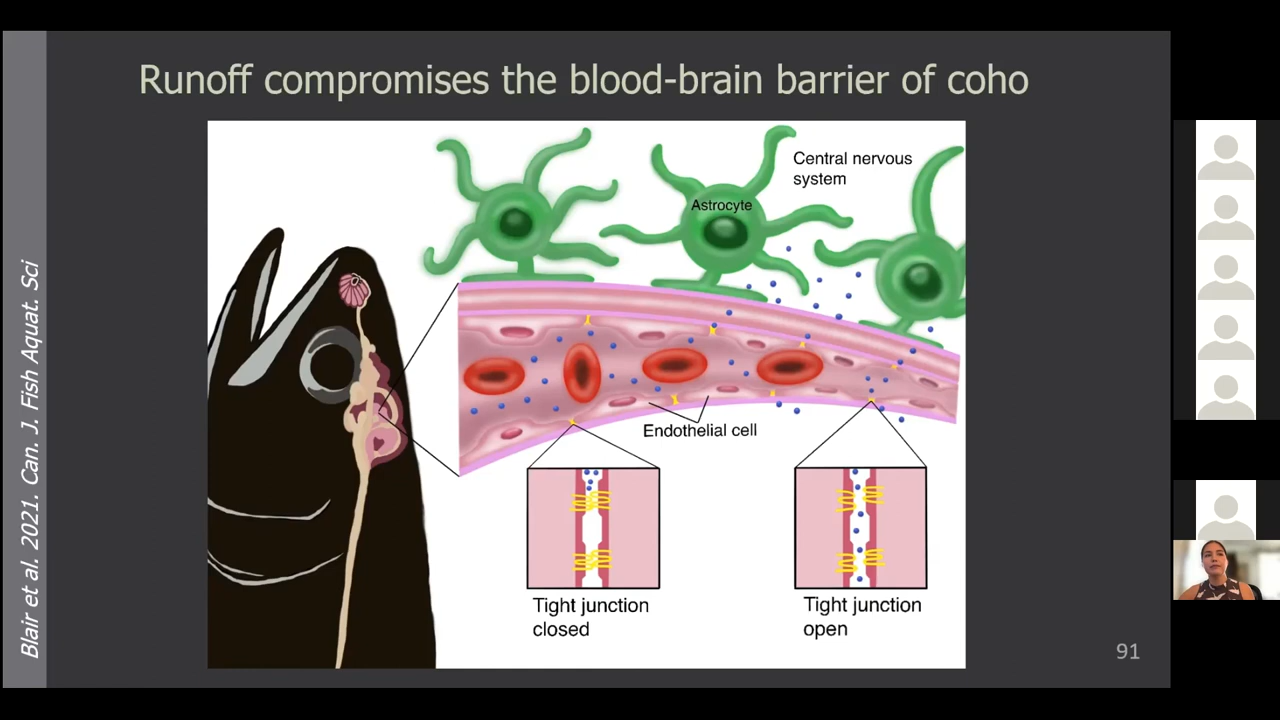 Runoff compromises the blood-brain barrier of coho
Blair et al. 2021. Can. J. Fish Aquat. Sci
Central nervous
system
Astrocyte
Endothelial cell
Tight junction
closed
Tight junction
open
91